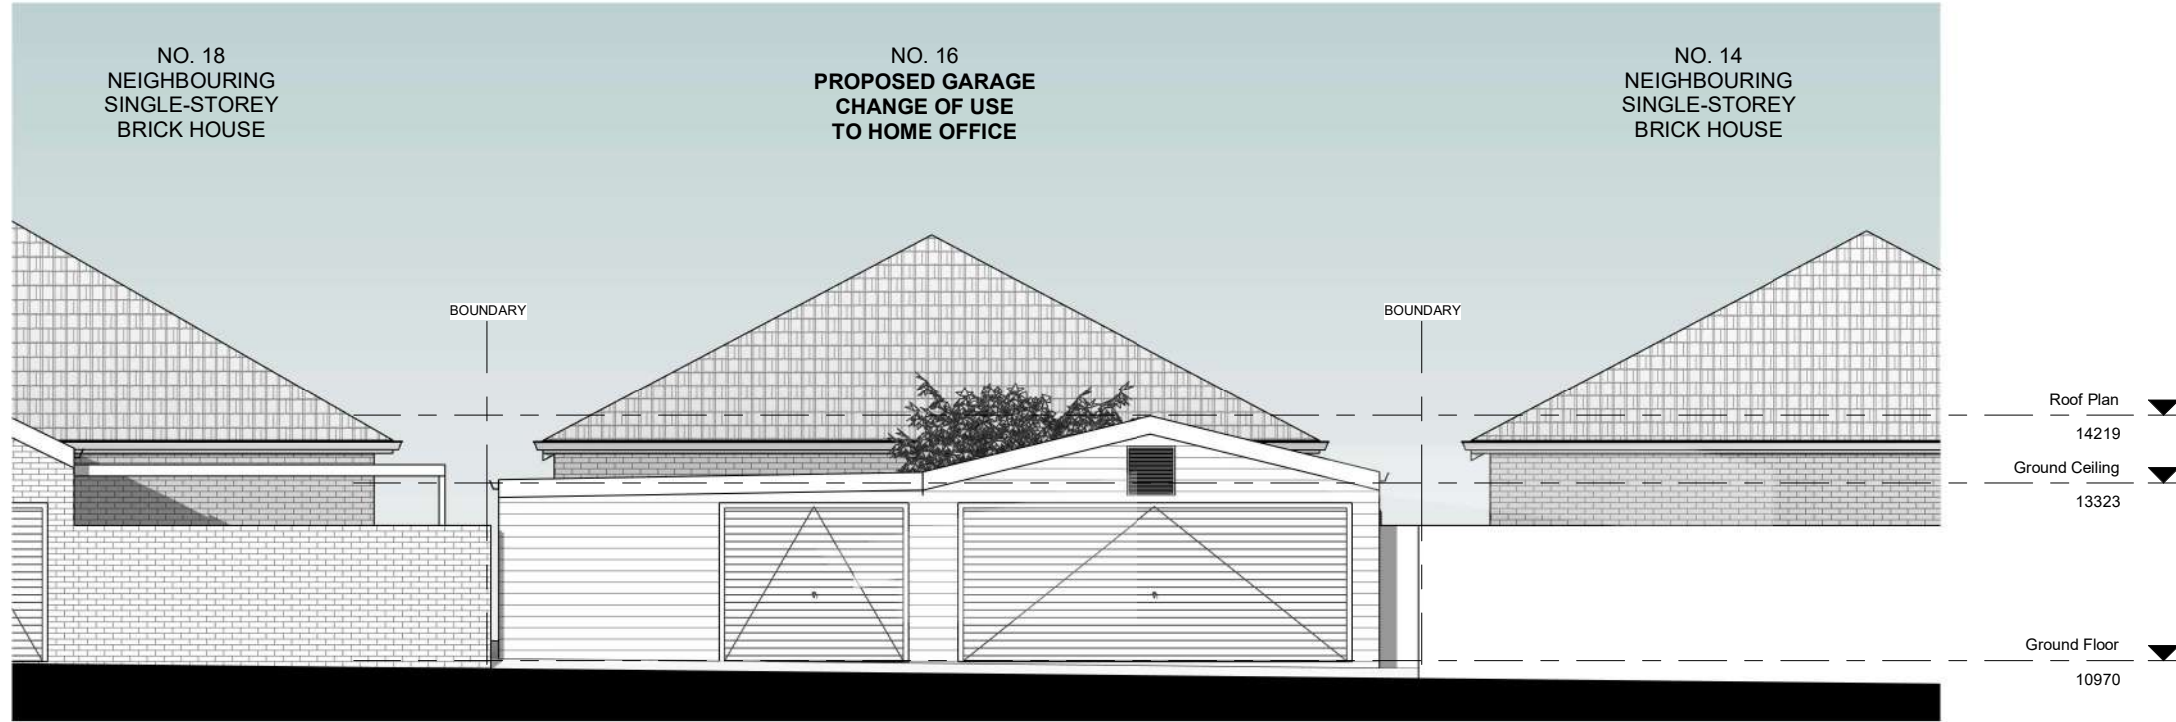 NO. 18
NEIGHBOURING
SINGLE-STOREY
BRICK HOUSE
NO. 16
PROPOSED GARAGE
CHANGE OF USE
TO HOME OFFICE
NO. 14
NEIGHBOURING
SINGLE-STOREY
BRICK HOUSE
BOUNDARY
BOUNDARY
Roof Plan
14219
Ground Ceiling
13323
Ground Floor
10970